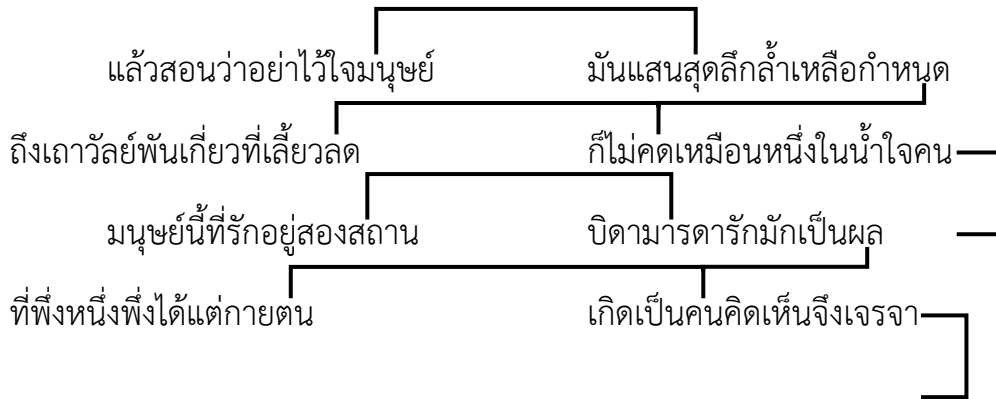 แล้วสอนว่าอย่าไว้ใจมนุษย์ มันแสนสุดลึกล้ำเหลือกำหนด
ถึงเถาวัลย์พันเกี่ยวที่เลี้ยวลด ก็ไม่คดเหมือนหนึ่งในน้ำใจคน
มนุษย์นี้ที่รักอยู่สองสถาน บิดามารดารักมักเป็นผล
ที่พึ่งหนึ่งพึ่งได้แต่กายตน เกิดเป็นคนคิดเห็นจึงเจรจา